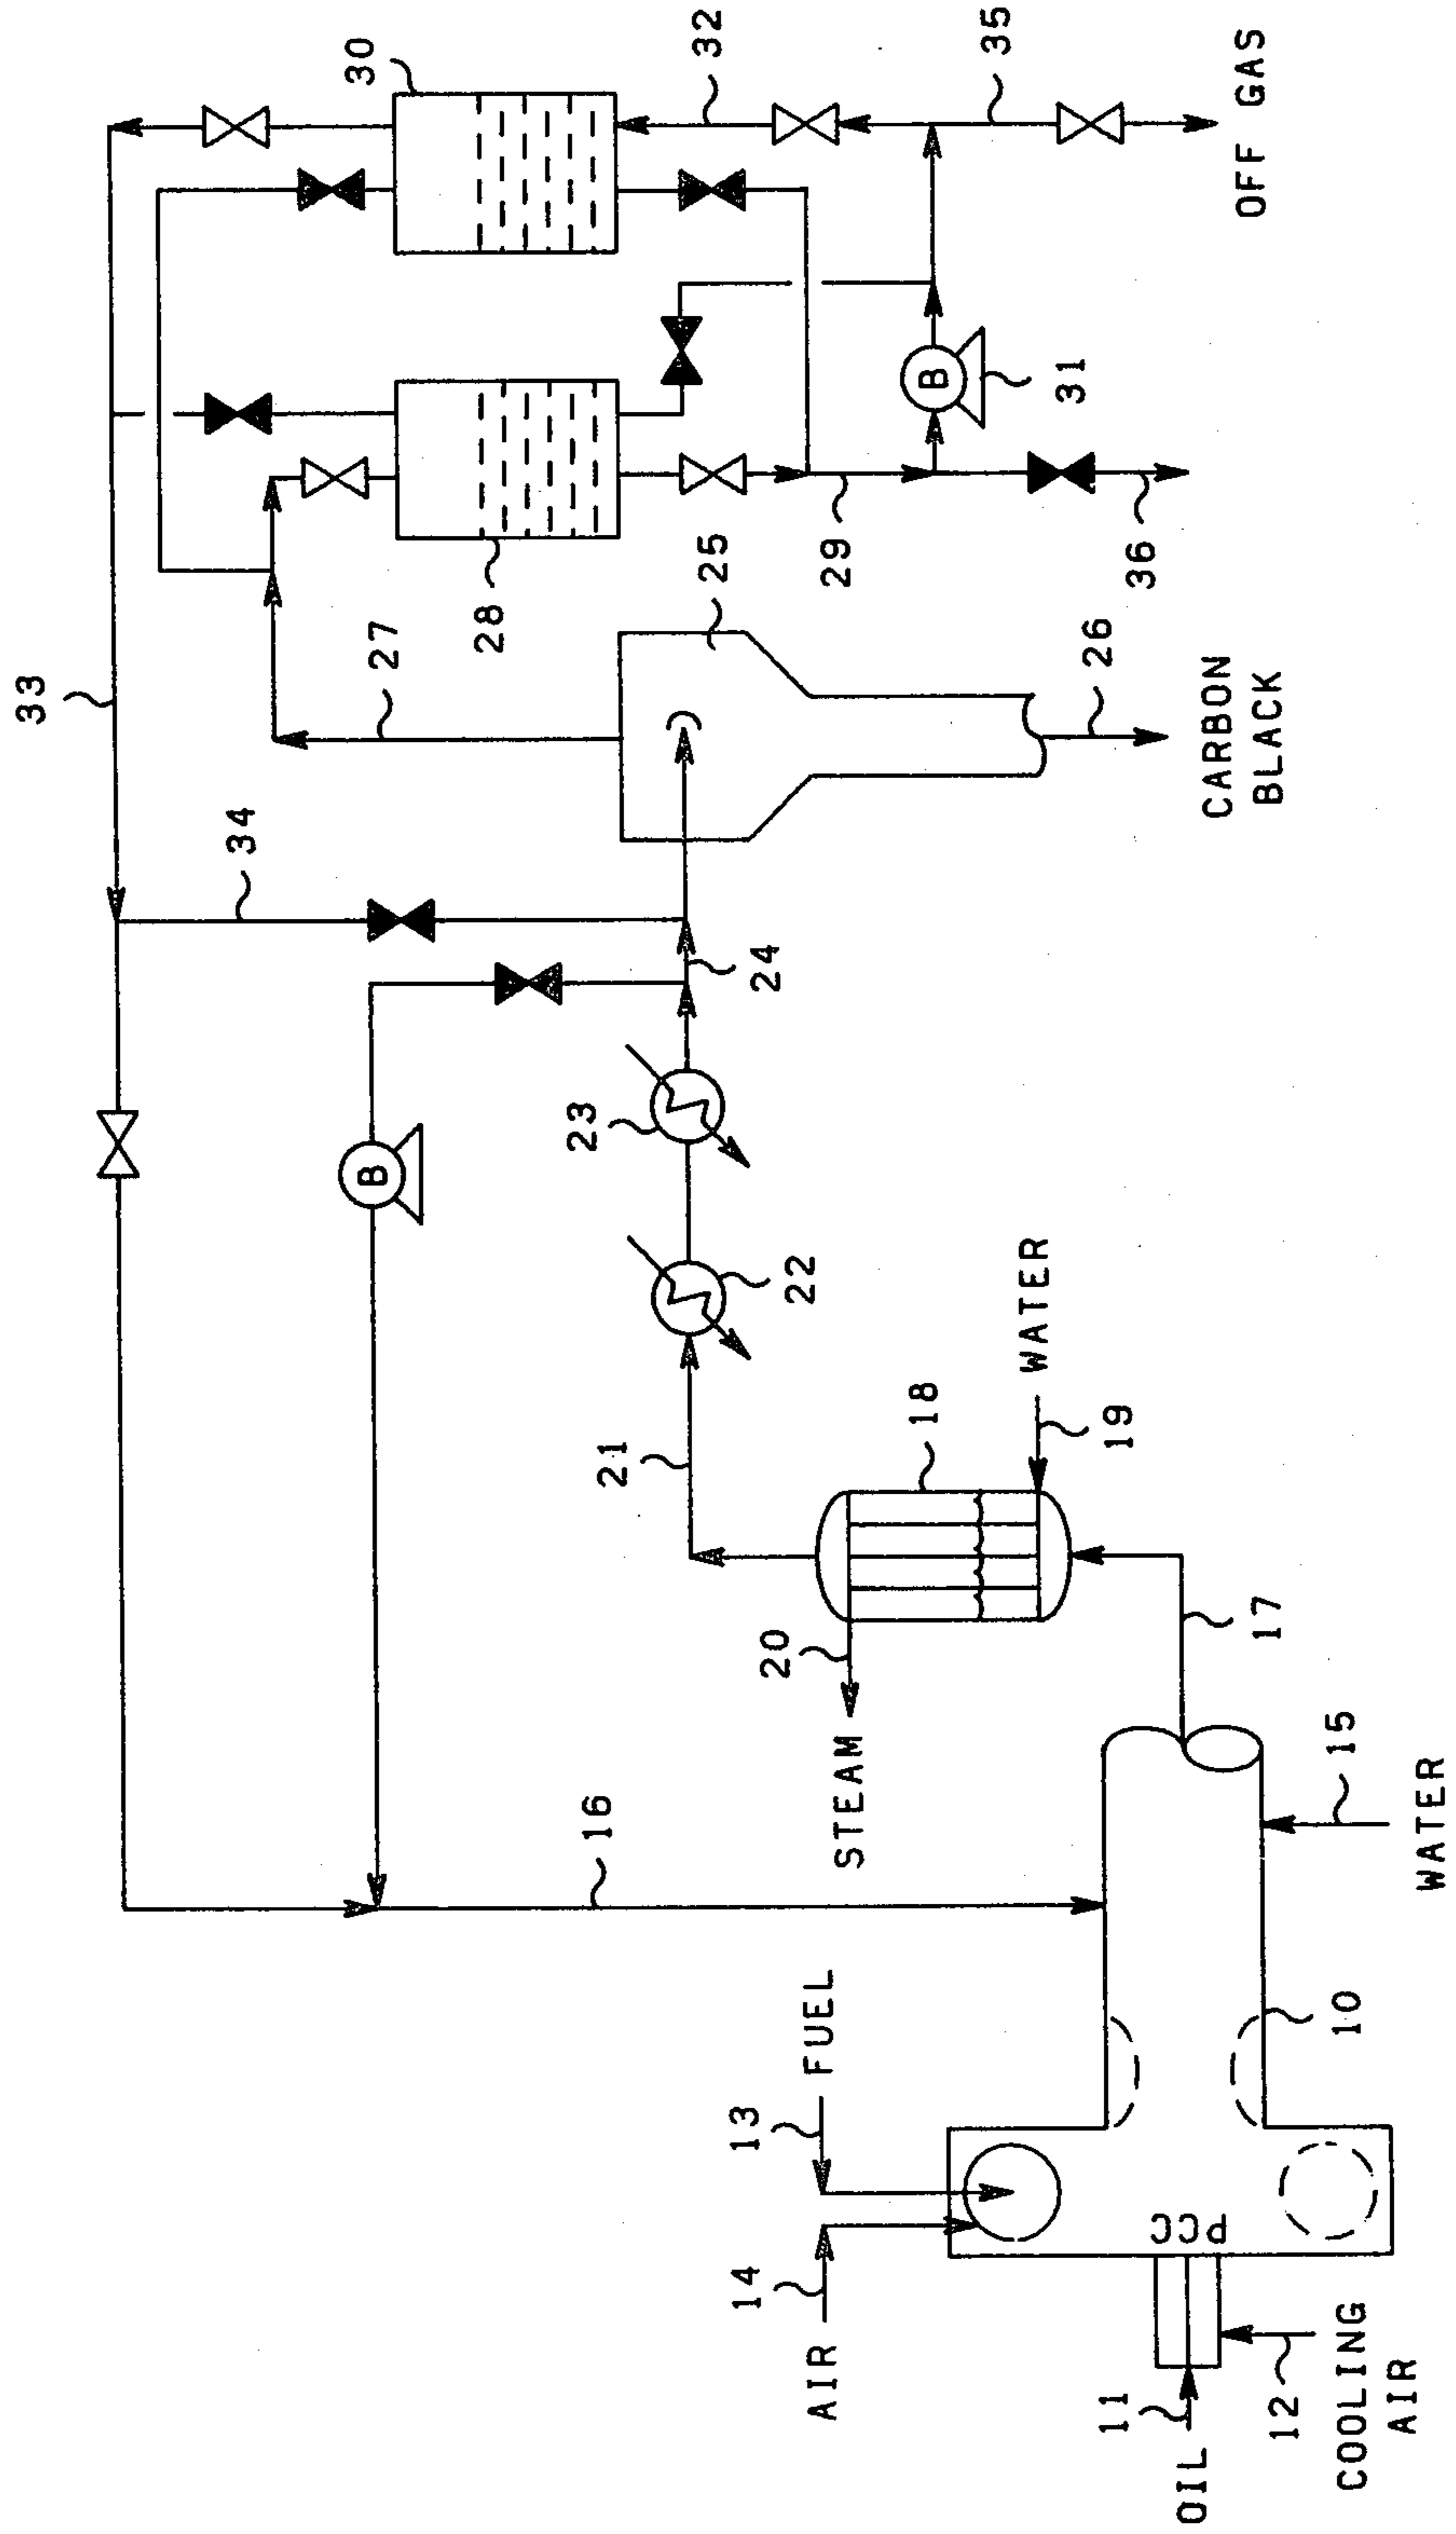 33
30
32
35
OFF GAS
27
28
25
29
31
B
36
26
CARBON
BLACK
34
24
23
22
B
21
18
WATER
19
20
STEAM
17
16
15
WATER
13
FUEL
14
AIR
10
PCC
11
OIL
12
COOLING
AIR